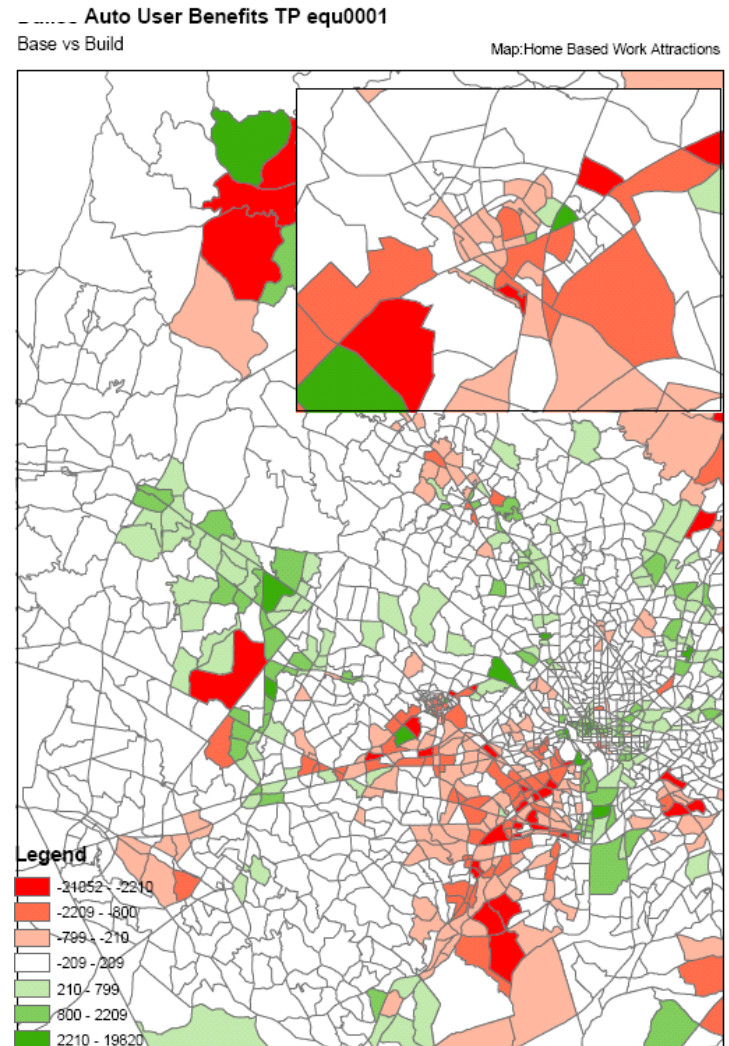 Auto User Benefits TP equ0001
Base vs Build
Map:Home Based Work Attractions
Legend
-21052 - -2210
-2209 - -800
-799 - -210
-209 - 209
210 - 799
800 - 2209
2210 - 19820